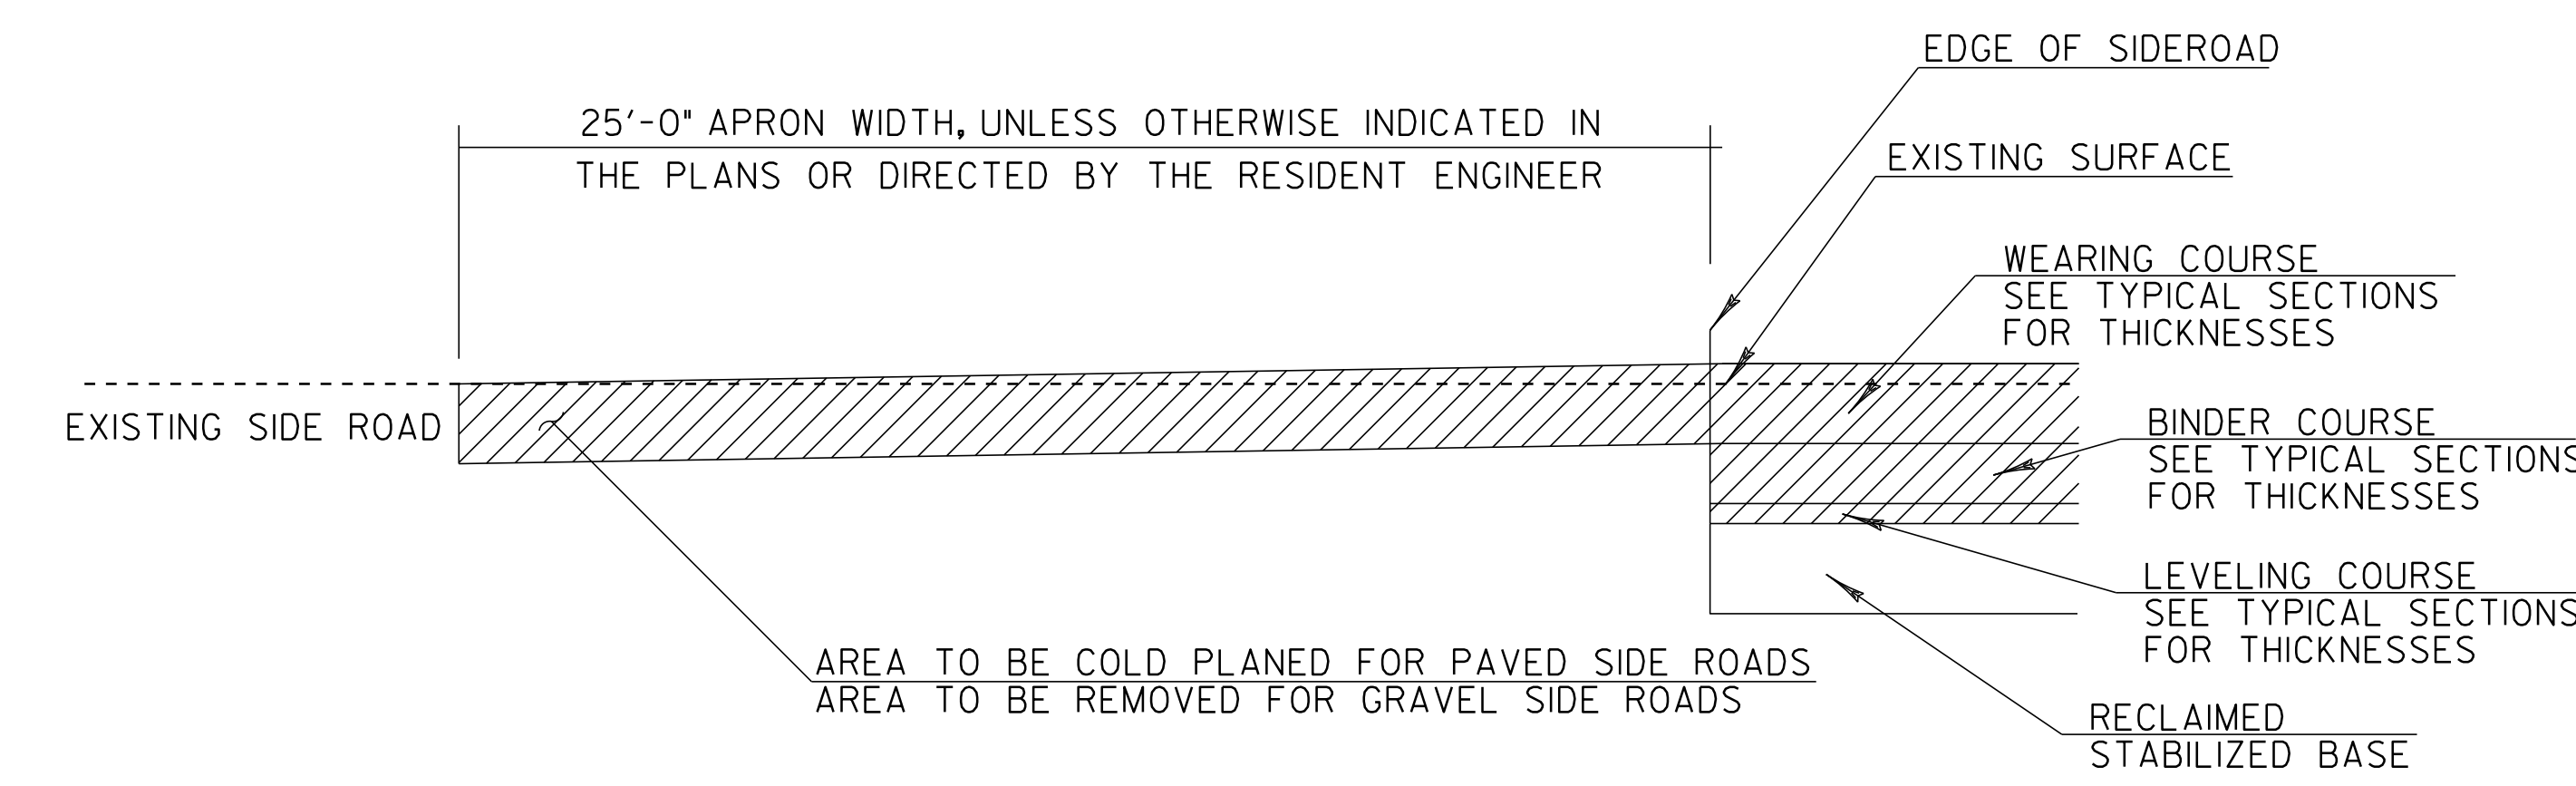 EDGE OF SIDEROAD
25'-0" APRON WIDTH, UNLESS OTHERWISE INDICATED IN
THE PLANS OR DIRECTED BY THE RESIDENT ENGINEER
EXISTING SURFACE
WEARING COURSE
SEE TYPICAL SECTIONS
FOR THICKNESSES
EXISTING SIDE ROAD
BINDER COURSE
SEE TYPICAL SECTIONS
FOR THICKNESSES
LEVELING COURSE
SEE TYPICAL SECTIONS
FOR THICKNESSES
AREA TO BE COLD PLANED FOR PAVED SIDE ROADS
AREA TO BE REMOVED FOR GRAVEL SIDE ROADS
RECLAIMED
STABILIZED BASE